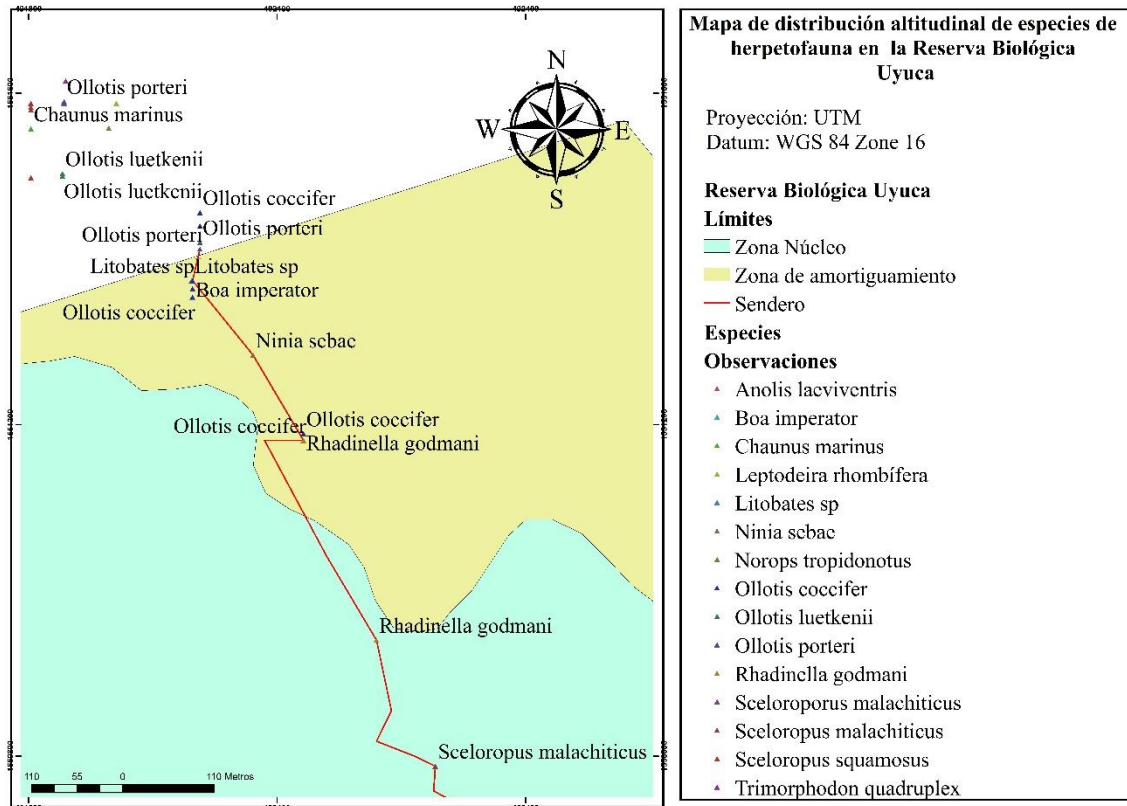 Ollotis porteri
Chaunus marinus
Ollotis luetkenii
Ollotis luetkenii
Ollotis coccifer
Ollotis porteri
Ollotis porteri
Litobates sp
Litobates sp
Boa imperator
Ollotis coccifer
Ninia sebae
Ollotis coccifer
Ollotis coccifer
Rhadinella godmani
Rhadinella godmani
Sceloropus malachiticus
N
W
E
S
110 55 0 110 Metros
Mapa de distribución altitudinal de especies de
herpetofauna en la Reserva Biológica
Uyuca
Proyección: UTM
Datum: WGS 84 Zone 16
Reserva Biológica Uyuca
Límites
Zona Núcleo
Zona de amortiguamiento
Sendero
Especies
Observaciones
Anolis laeviventris
Boa imperator
Chaunus marinus
Leptodeira rhombífera
Litobates sp
Ninia sebae
Norops tropidonotus
Ollotis coccifer
Ollotis luetkenii
Ollotis porteri
Rhadinella godmani
Sceloroporus malachiticus
Sceloropus malachiticus
Sceloropus squamosus
Trimorphodon quadruplex